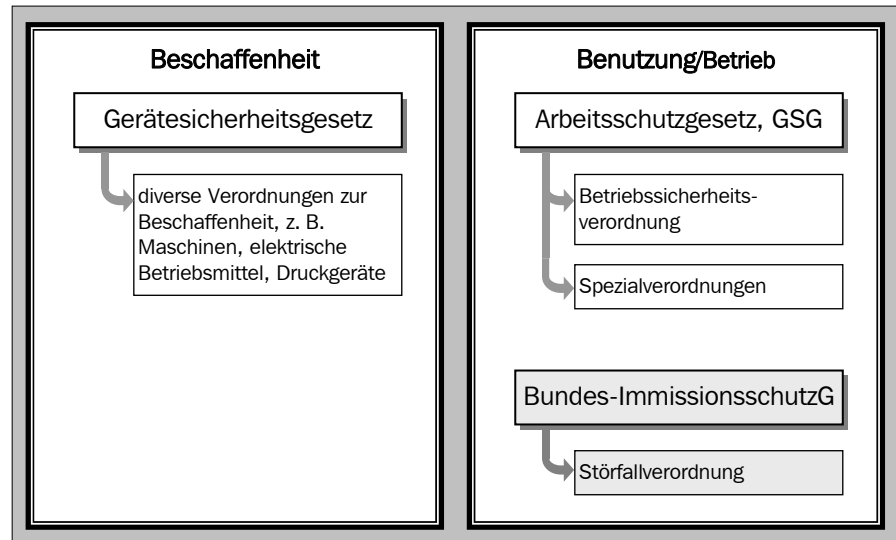 Beschaffenheit
Gerätesicherheitsgesetz
diverse Verordnungen zur
Beschaffenheit, z. B.
Maschinen, elektrische
Betriebsmittel, Druckgeräte
Benutzung/Betrieb
Arbeitsschutzgesetz, GSG
Betriebssicherheits-
verordnung
Spezialverordnungen
Bundes-ImmissionsschutzG
Störfallverordnung